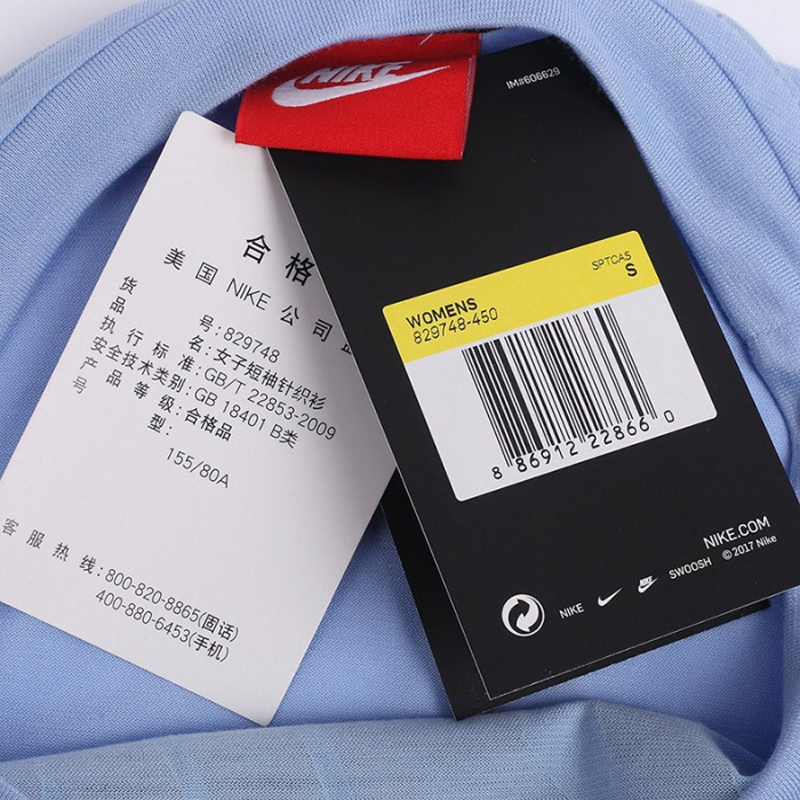 NIKE
IM#606629
合格
美国 NIKE 公司
货号:829748
品名:女子短袖针织衫
执行标准:GB/T 22853-2009
安全技术类别:GB 18401 B类
产品等级:合格品
号型:
155/80A
客服热线:800-820-8865(固话)
400-880-6453(手机)
SPTCAS
WOMENS S
829748-450
8 86912 22866 0
NIKE.COM
NIKE SWOOSH ©2017 Nike